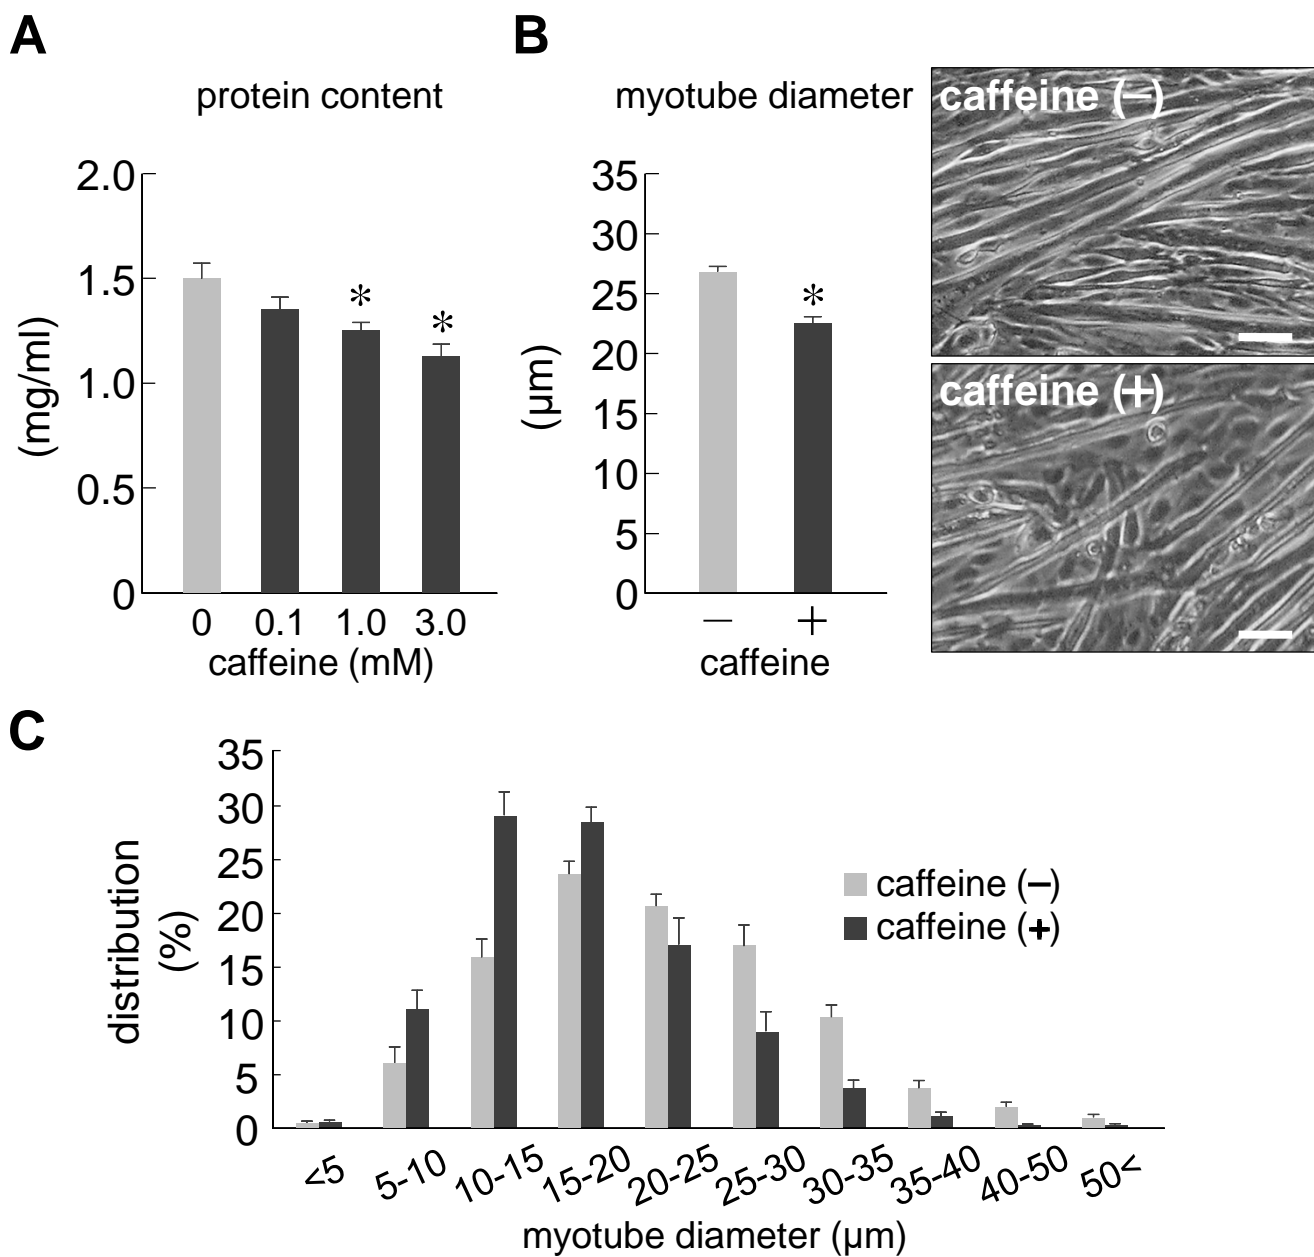 A
protein content
2.0
1.5
1.0
0.5
0
(mg/ml)
0 0.1 1.0 3.0
caffeine (mM)
* *
B
myotube diameter
35
30
25
20
15
10
5
0
(μm)
*
− +
caffeine
caffeine (−)
caffeine (+)
C
35
30
25
20
15
10
5
0
distribution
(%)
caffeine (−)
caffeine (+)
<5 5-10 10-15 15-20 20-25 25-30 30-35 35-40 40-50 50<
myotube diameter (μm)